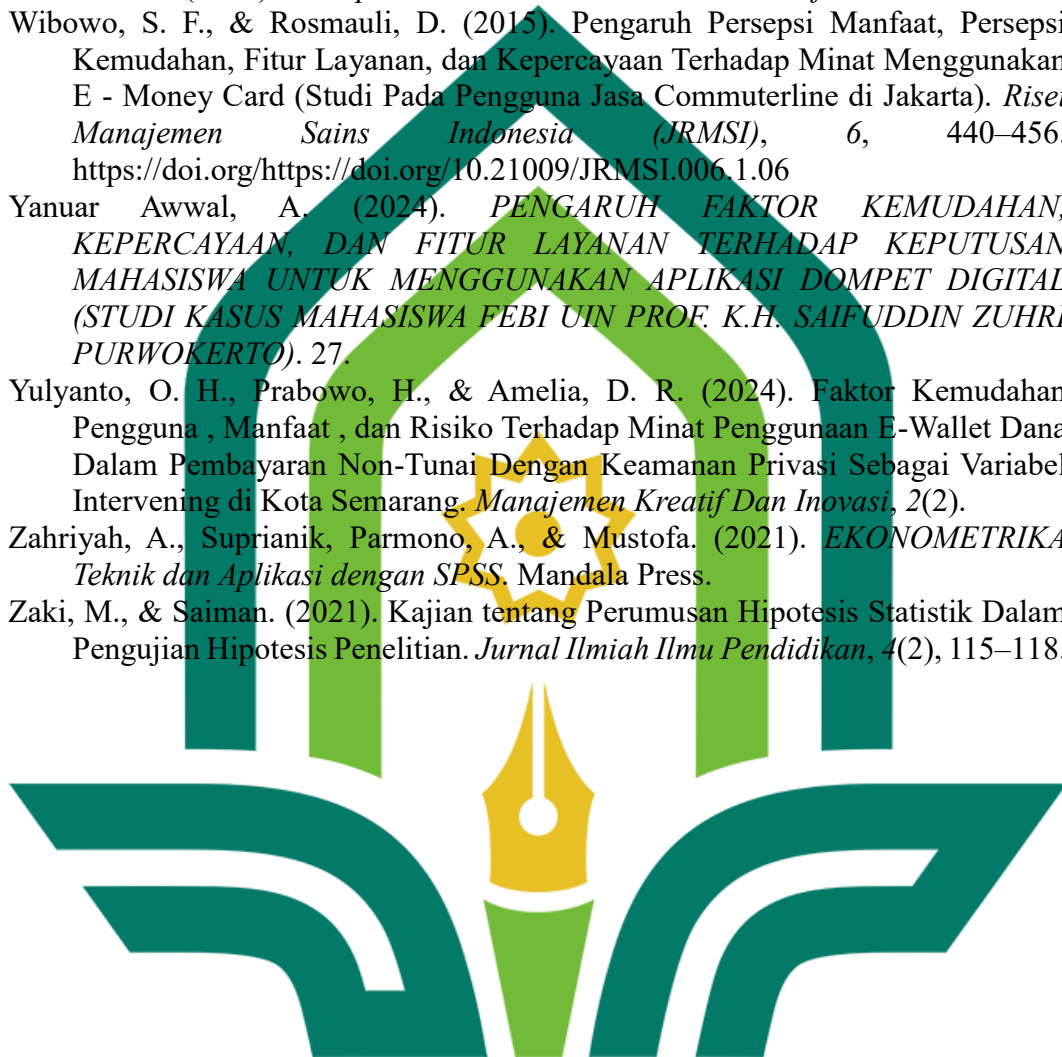 Wibowo, S. F., & Rosmauli, D. (2015). Pengaruh Persepsi Manfaat, Persepsi
Kemudahan, Fitur Layanan, dan Kepercayaan Terhadap Minat Menggunakan
E - Money Card (Studi Pada Pengguna Jasa Commuterline di Jakarta). Riset
Manajemen Sains Indonesia (JRMSI), 6, 440–456.
https://doi.org/https://doi.org/10.21009/JRMSI.006.1.06
Yanuar Awwal, A. (2024). PENGARUH FAKTOR KEMUDAHAN,
KEPERCAYAAN, DAN FITUR LAYANAN TERHADAP KEPUTUSAN
MAHASISWA UNTUK MENGGUNAKAN APLIKASI DOMPET DIGITAL
(STUDI KASUS MAHASISWA FEBI UIN PROF. K.H. SAIFUDDIN ZUHRI
PURWOKERTO). 27.
Yulyanto, O. H., Prabowo, H., & Amelia, D. R. (2024). Faktor Kemudahan
Pengguna , Manfaat , dan Risiko Terhadap Minat Penggunaan E-Wallet Dana
Dalam Pembayaran Non-Tunai Dengan Keamanan Privasi Sebagai Variabel
Intervening di Kota Semarang. Manajemen Kreatif Dan Inovasi, 2(2).
Zahriyah, A., Suprianik, Parmono, A., & Mustofa. (2021). EKONOMETRIKA
Teknik dan Aplikasi dengan SPSS. Mandala Press.
Zaki, M., & Saiman. (2021). Kajian tentang Perumusan Hipotesis Statistik Dalam
Pengujian Hipotesis Penelitian. Jurnal Ilmiah Ilmu Pendidikan, 4(2), 115–118.